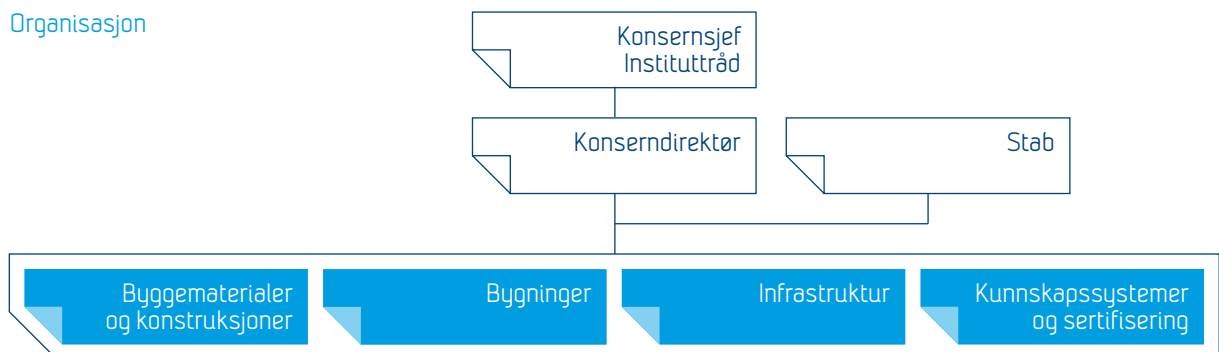 Organisasjon
Konsernsjef
Instituttråd
Konserndirektør
Stab
Byggematerialer
og konstruksjoner
Bygninger
Infrastruktur
Kunnskapssystemer
og sertifisering